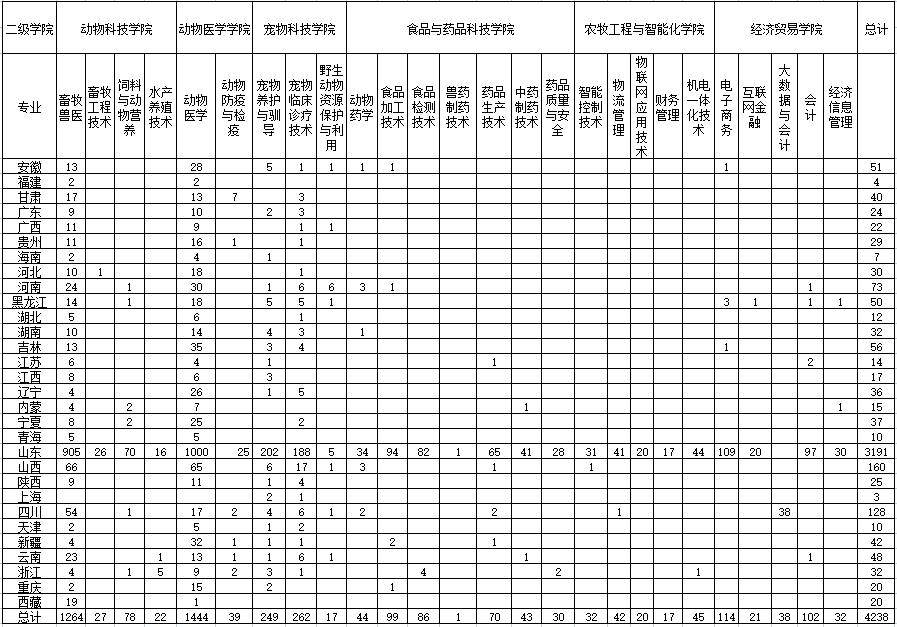 二级学院 动物科技学院 动物医学学院 宠物科技学院 食品与药品科技学院 农牧工程与智能化学院 经济贸易学院 总计
专业 畜牧兽医 畜牧工程技术 饲料与动物营养 水产养殖技术 动物医学 动物防疫与检疫 宠物养护与驯导 宠物临床诊疗技术 野生动物资源保护与利用 动物药学 食品加工技术 食品检测技术 兽药制药技术 药品生产技术 中药制药技术 药品质量与安全 智能控制技术 物流管理 物联网应用技术 财务管理 机电一体化技术 电子商务 互联网金融 大数据与会计 会计 经济信息管理
安徽 13 28 5 1 1 1 1 1 51
福建 2 2 4
甘肃 17 13 7 3 40
广东 9 10 2 3 24
广西 11 9 1 1 22
贵州 11 16 1 1 29
海南 2 4 1 7
河北 10 1 18 1 30
河南 24 1 30 1 6 6 3 1 1 73
黑龙江 14 1 18 5 5 1 3 1 1 1 50
湖北 5 6 1 12
湖南 10 14 4 3 1 32
吉林 13 35 3 4 1 56
江苏 6 4 1 1 2 14
江西 8 6 3 17
辽宁 4 26 1 5 36
内蒙 4 2 7 1 1 15
宁夏 8 2 25 2 37
青海 5 5 10
山东 905 26 70 16 1000 25 202 188 5 34 94 82 1 65 41 28 31 41 20 17 44 109 20 97 30 3191
山西 66 65 6 17 1 3 1 1 160
陕西 9 11 1 4 25
上海 2 1 3
四川 54 1 17 2 4 6 1 2 2 1 38 128
天津 2 5 1 2 10
新疆 4 32 1 1 1 2 1 42
云南 23 1 13 1 1 6 1 1 1 48
浙江 4 1 5 9 2 3 1 4 2 1 32
重庆 2 15 2 1 20
西藏 19 1 20
总计 1264 27 78 22 1444 39 249 262 17 44 99 86 1 70 43 30 32 42 20 17 45 114 21 38 102 32 4238